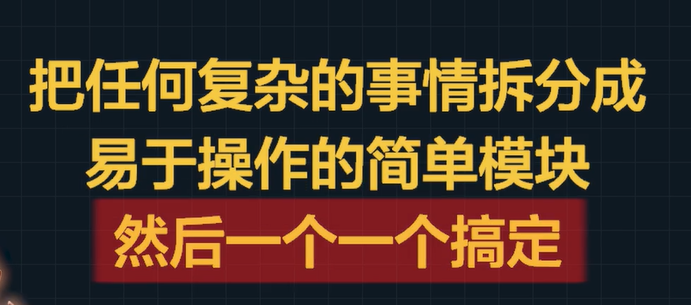 把任何复杂的事情拆分成
易于操作的简单模块
然后一个一个搞定